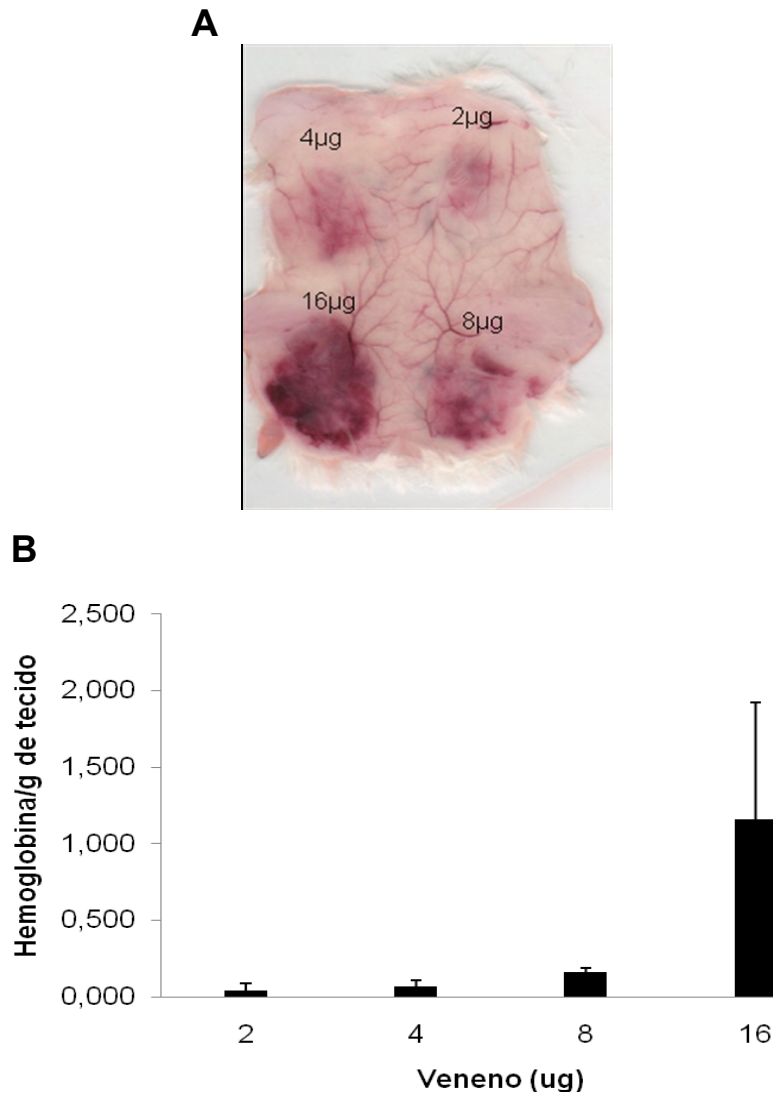 A
4µg
2µg
16µg
8µg
B
2,500
2,000
1,500
1,000
0,500
0,000
Hemoglobina/g de tecido
2 4 8 16
Veneno (ug)